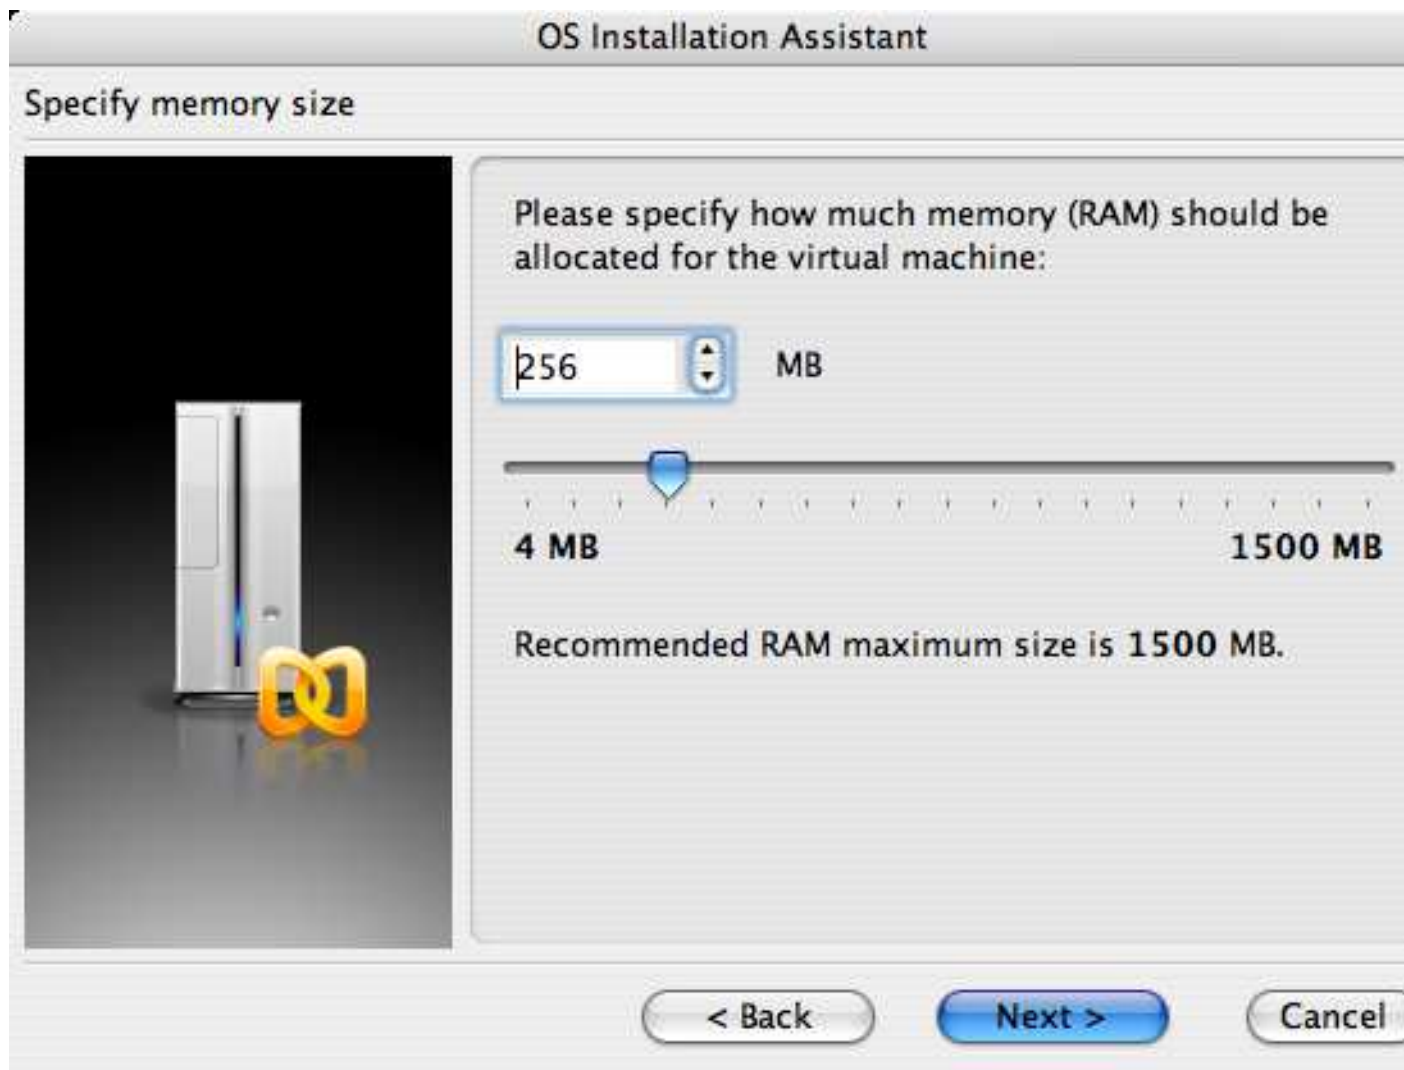 OS Installation Assistant
Specify memory size
Please specify how much memory (RAM) should be
allocated for the virtual machine:
256 MB
4 MB 1500 MB
Recommended RAM maximum size is 1500 MB.
< Back Next > Cancel